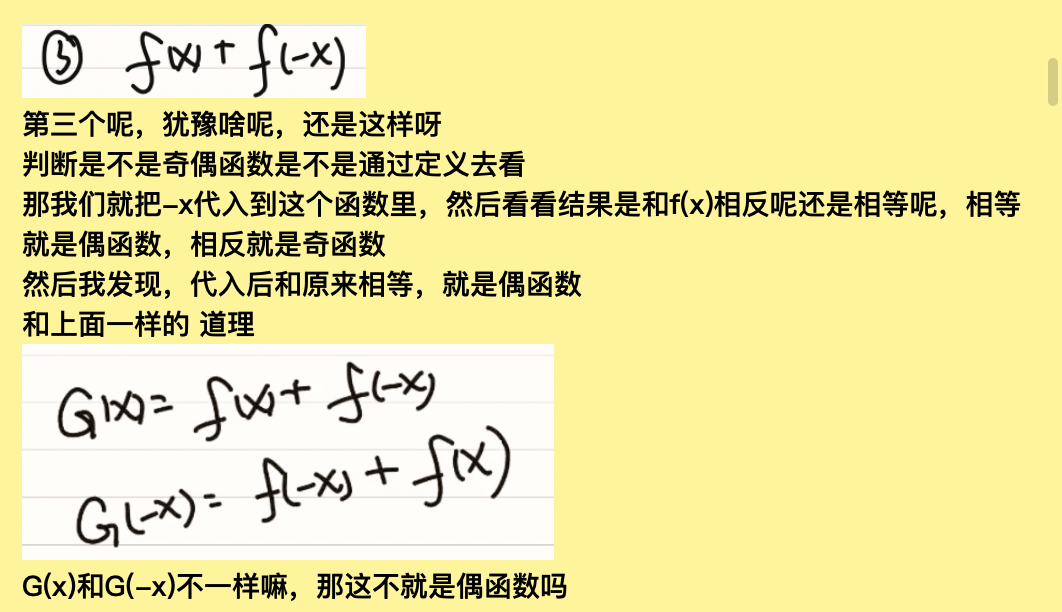 ③ f(x) + f(-x)
第三个呢，犹豫啥呢，还是这样呀
判断是不是奇偶函数是不是通过定义去看
那我们就把-x代入到这个函数里，然后看看结果是和f(x)相反呢还是相等呢，相等
就是偶函数，相反就是奇函数
然后我发现，代入后和原来相等，就是偶函数
和上面一样的 道理
G(x)= f(x)+ f(-x)
G(-x)= f(-x) + f(x)
G(x)和G(-x)不一样嘛，那这不就是偶函数吗